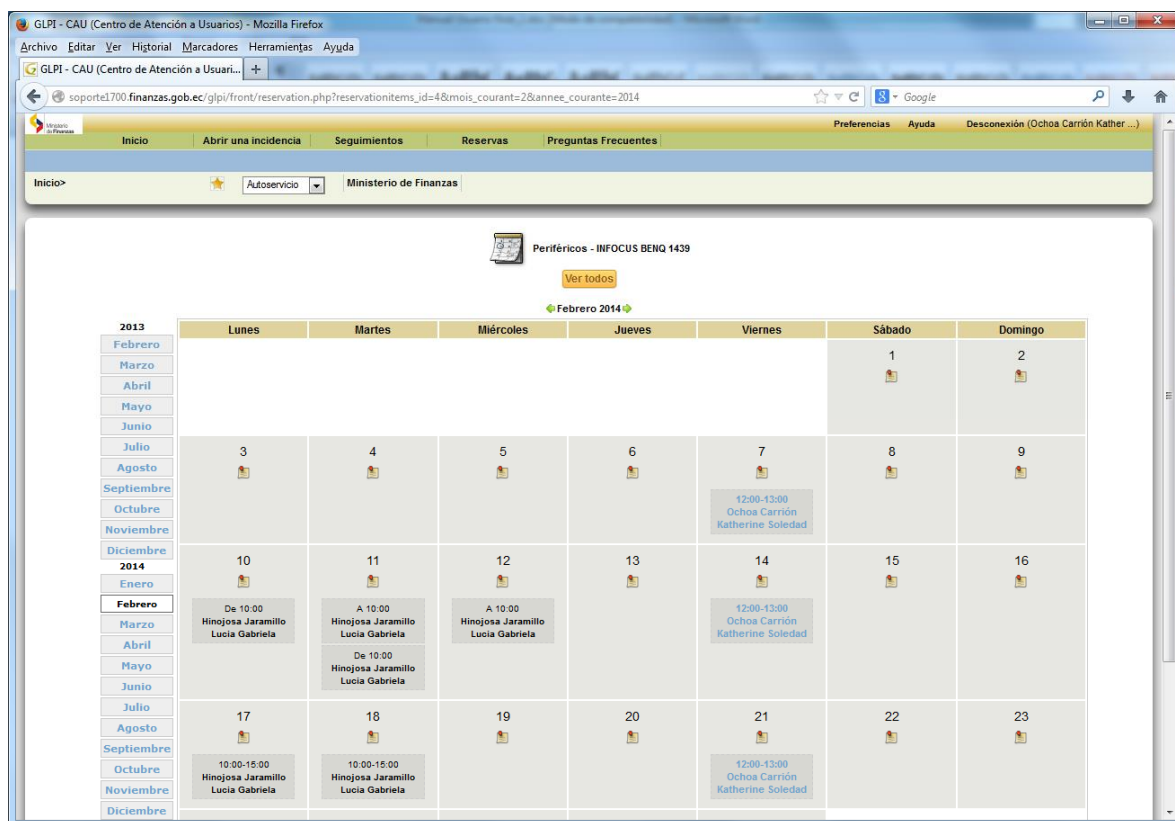 GLPI - CAU (Centro de Atención a Usuarios) - Mozilla Firefox
Archivo Editar Ver Historial Marcadores Herramientas Ayuda
GLPI - CAU (Centro de Atención a Usuari... +
soporte1700.finanzas.gob.ec/glpi/front/reservation.php?reservationitems_id=4&mois_courant=2&annee_courante=2014
Google
Ministerio de Finanzas
Preferencias Ayuda Desconexión (Ochoa Carrión Kather ...)
Inicio Abrir una incidencia Seguimientos Reservas Preguntas Frecuentes
Inicio> Autoservicio Ministerio de Finanzas
Periféricos - INFOCUS BENQ 1439
Ver todos
Febrero 2014
2013
Febrero
Marzo
Abril
Mayo
Junio
Julio
Agosto
Septiembre
Octubre
Noviembre
Diciembre
2014
Enero
Febrero
Marzo
Abril
Mayo
Junio
Julio
Agosto
Septiembre
Octubre
Noviembre
Diciembre
Lunes Martes Miércoles Jueves Viernes Sábado Domingo
1 2
3 4 5 6 7 8 9
12:00-13:00
Ochoa Carrión
Katherine Soledad
10 11 12 13 14 15 16
De 10:00
Hinojosa Jaramillo
Lucia Gabriela
A 10:00
Hinojosa Jaramillo
Lucia Gabriela
De 10:00
Hinojosa Jaramillo
Lucia Gabriela
A 10:00
Hinojosa Jaramillo
Lucia Gabriela
12:00-13:00
Ochoa Carrión
Katherine Soledad
17 18 19 20 21 22 23
10:00-15:00
Hinojosa Jaramillo
Lucia Gabriela
10:00-15:00
Hinojosa Jaramillo
Lucia Gabriela
12:00-13:00
Ochoa Carrión
Katherine Soledad